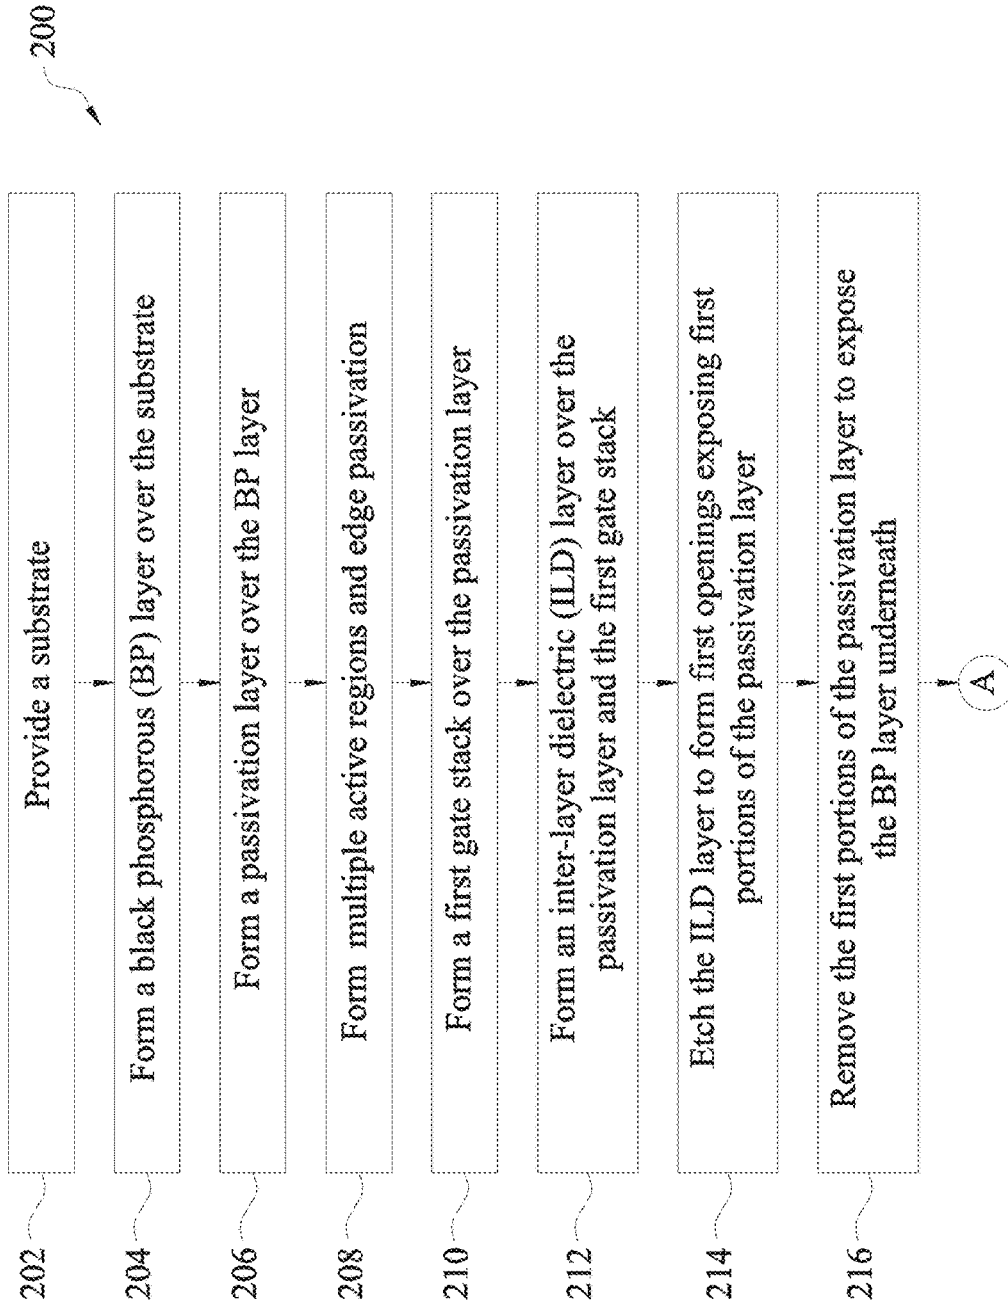 200
202
Provide a substrate
204
Form a black phosphorous (BP) layer over the substrate
206
Form a passivation layer over the BP layer
208
Form multiple active regions and edge passivation
210
Form a first gate stack over the passivation layer
212
Form an inter-layer dielectric (ILD) layer over the
passivation layer and the first gate stack
214
Etch the ILD layer to form first openings exposing first
portions of the passivation layer
216
Remove the first portions of the passivation layer to expose
the BP layer underneath
A